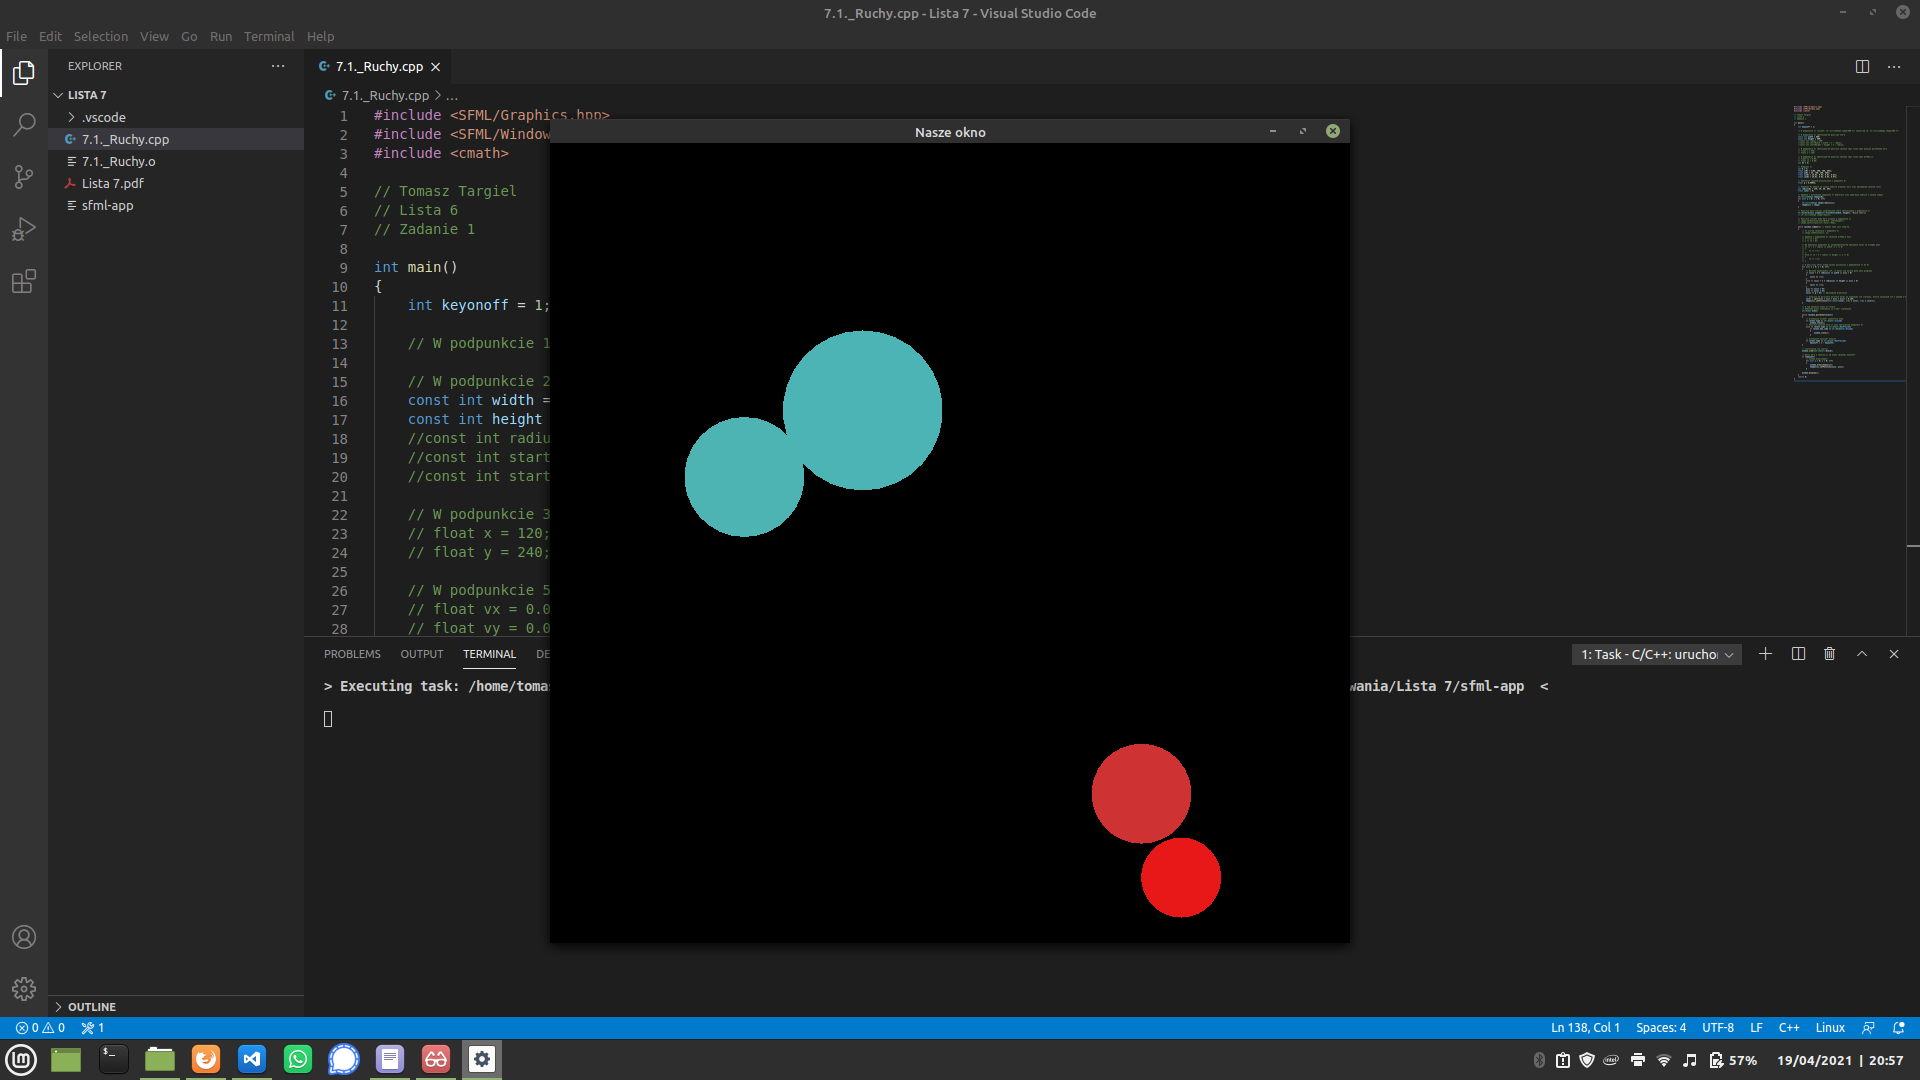 7.1._Ruchy.cpp - Lista 7 - Visual Studio Code
File Edit Selection View Go Run Terminal Help
EXPLORER
LISTA 7
.vscode
7.1._Ruchy.cpp
7.1._Ruchy.o
Lista 7.pdf
sfml-app
OUTLINE
7.1._Ruchy.cpp
7.1._Ruchy.cpp > ...
1 #include <SFML/Graphics.hpp>
2 #include <SFML/Window
3 #include <cmath>
4
5 // Tomasz Targiel
6 // Lista 6
7 // Zadanie 1
8
9 int main()
10 {
11 int keyonoff = 1;
12
13 // W podpunkcie 1
14
15 // W podpunkcie 2
16 const int width =
17 const int height
18 //const int radiu
19 //const int start
20 //const int start
21
22 // W podpunkcie 3
23 // float x = 120;
24 // float y = 240;
25
26 // W podpunkcie 5
27 // float vx = 0.0
28 // float vy = 0.0
Nasze okno
PROBLEMS OUTPUT TERMINAL DE
1: Task - C/C++: urucho
> Executing task: /home/toma
wania/Lista 7/sfml-app <
0 0 1
Ln 138, Col 1 Spaces: 4 UTF-8 LF C++ Linux
57% 19/04/2021 | 20:57